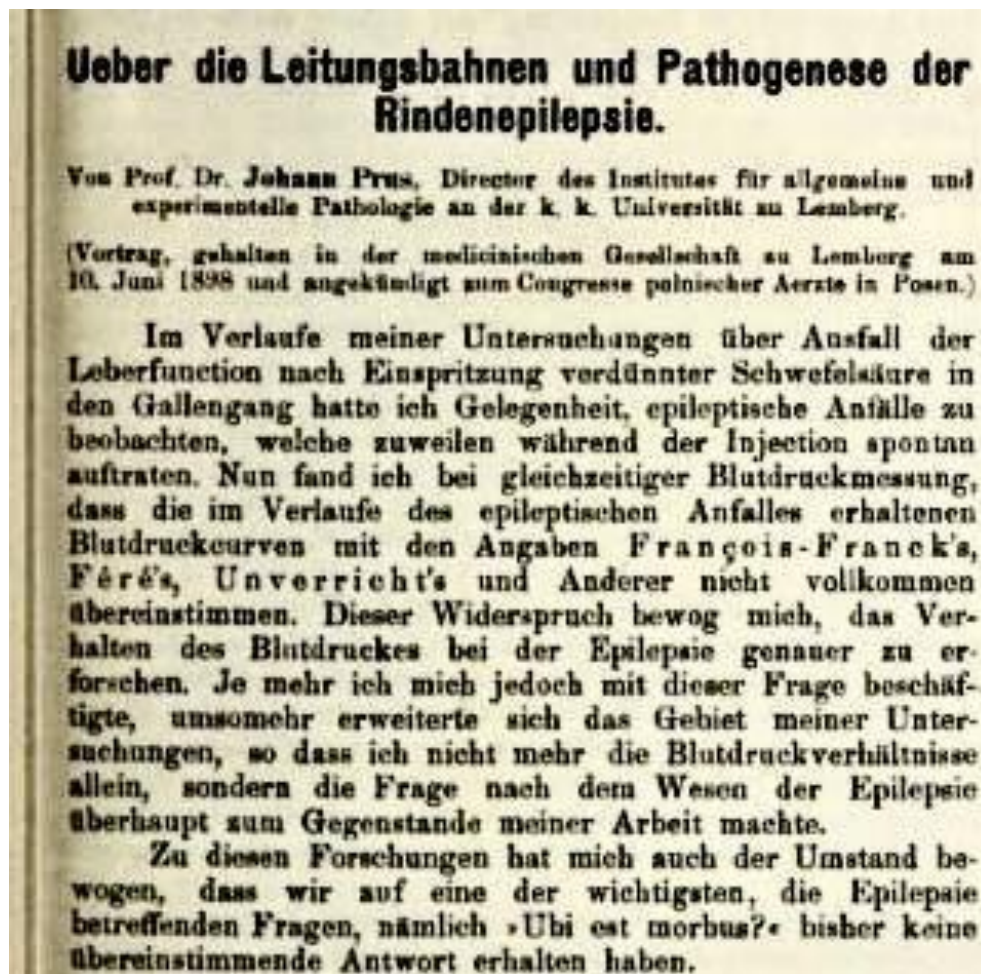 Ueber die Leitungsbahnen und Pathogenese der
Rindenepilepsie.
Von Prof. Dr. Johann Prus, Director des Institutes für allgemeine und
experimentelle Pathologie an der k. k. Universität zu Lemberg.
(Vortrag, gehalten in der medicinischen Gesellschaft zu Lemberg am
10. Juni 1898 und angekündigt zum Congresse polnischer Aerzte in Posen.)
Im Verlaufe meiner Untersuchungen über Ausfall der
Leberfunction nach Einspritzung verdünnter Schwefelsäure in
den Gallengang hatte ich Gelegenheit, epileptische Anfälle zu
beobachten, welche zuweilen während der Injection spontan
auftraten. Nun fand ich bei gleichzeitiger Blutdruckmessung,
dass die im Verlaufe des epileptischen Anfalles erhaltenen
Blutdruckcurven mit den Angaben François-Franck's,
Féré's, Unverricht's und Anderer nicht vollkommen
übereinstimmen. Dieser Widerspruch bewog mich, das Ver-
halten des Blutdruckes bei der Epilepsie genauer zu er-
forschen. Je mehr ich mich jedoch mit dieser Frage beschäf-
tigte, umsomehr erweiterte sich das Gebiet meiner Unter-
suchungen, so dass ich nicht mehr die Blutdruckverhältnisse
allein, sondern die Frage nach dem Wesen der Epilepsie
überhaupt zum Gegenstande meiner Arbeit machte.
Zu diesen Forschungen hat mich auch der Umstand be-
wogen, dass wir auf eine der wichtigsten, die Epilepsie
betreffenden Fragen, nämlich »Ubi est morbus?« bisher keine
übereinstimmende Antwort erhalten haben.